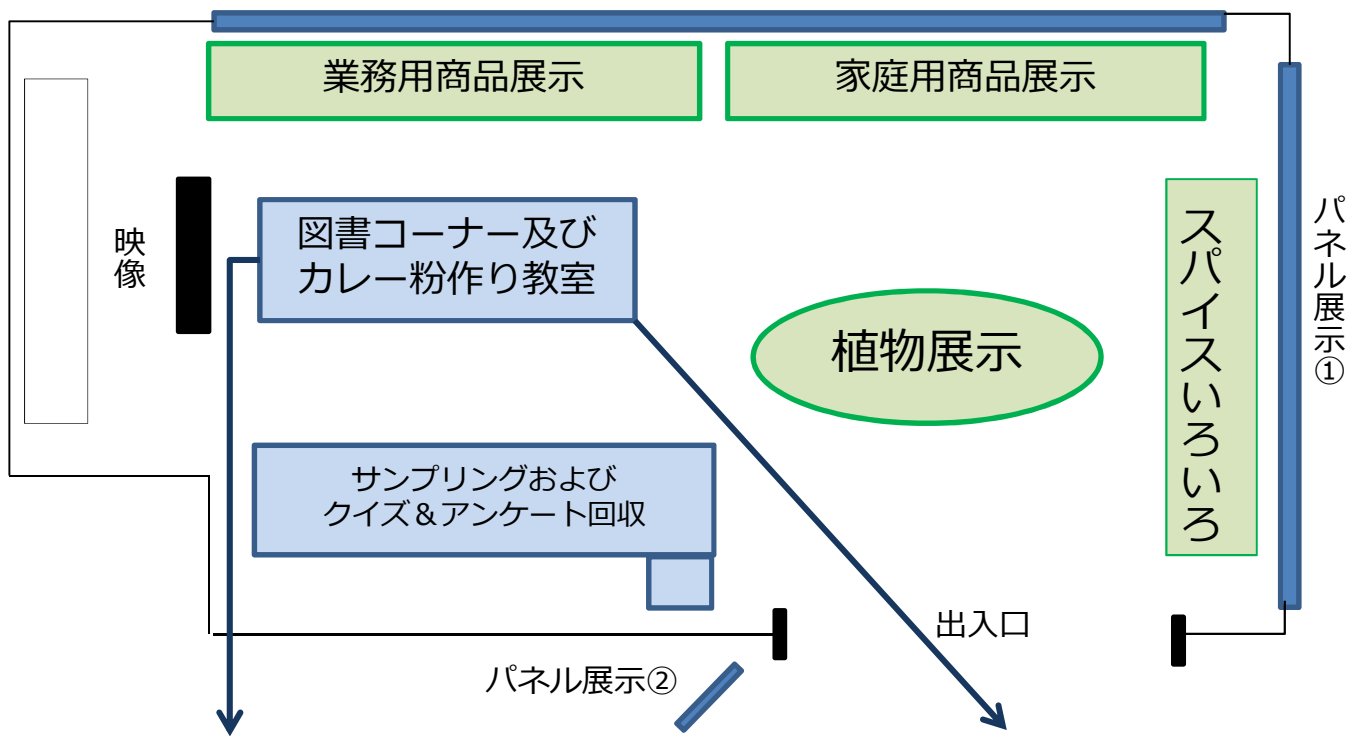 業務用商品展示
家庭用商品展示
映像
図書コーナー及び
カレー粉作り教室
植物展示
スパイスいろいろ
パネル展示①
サンプリングおよび
クイズ＆アンケート回収
出入口
パネル展示②